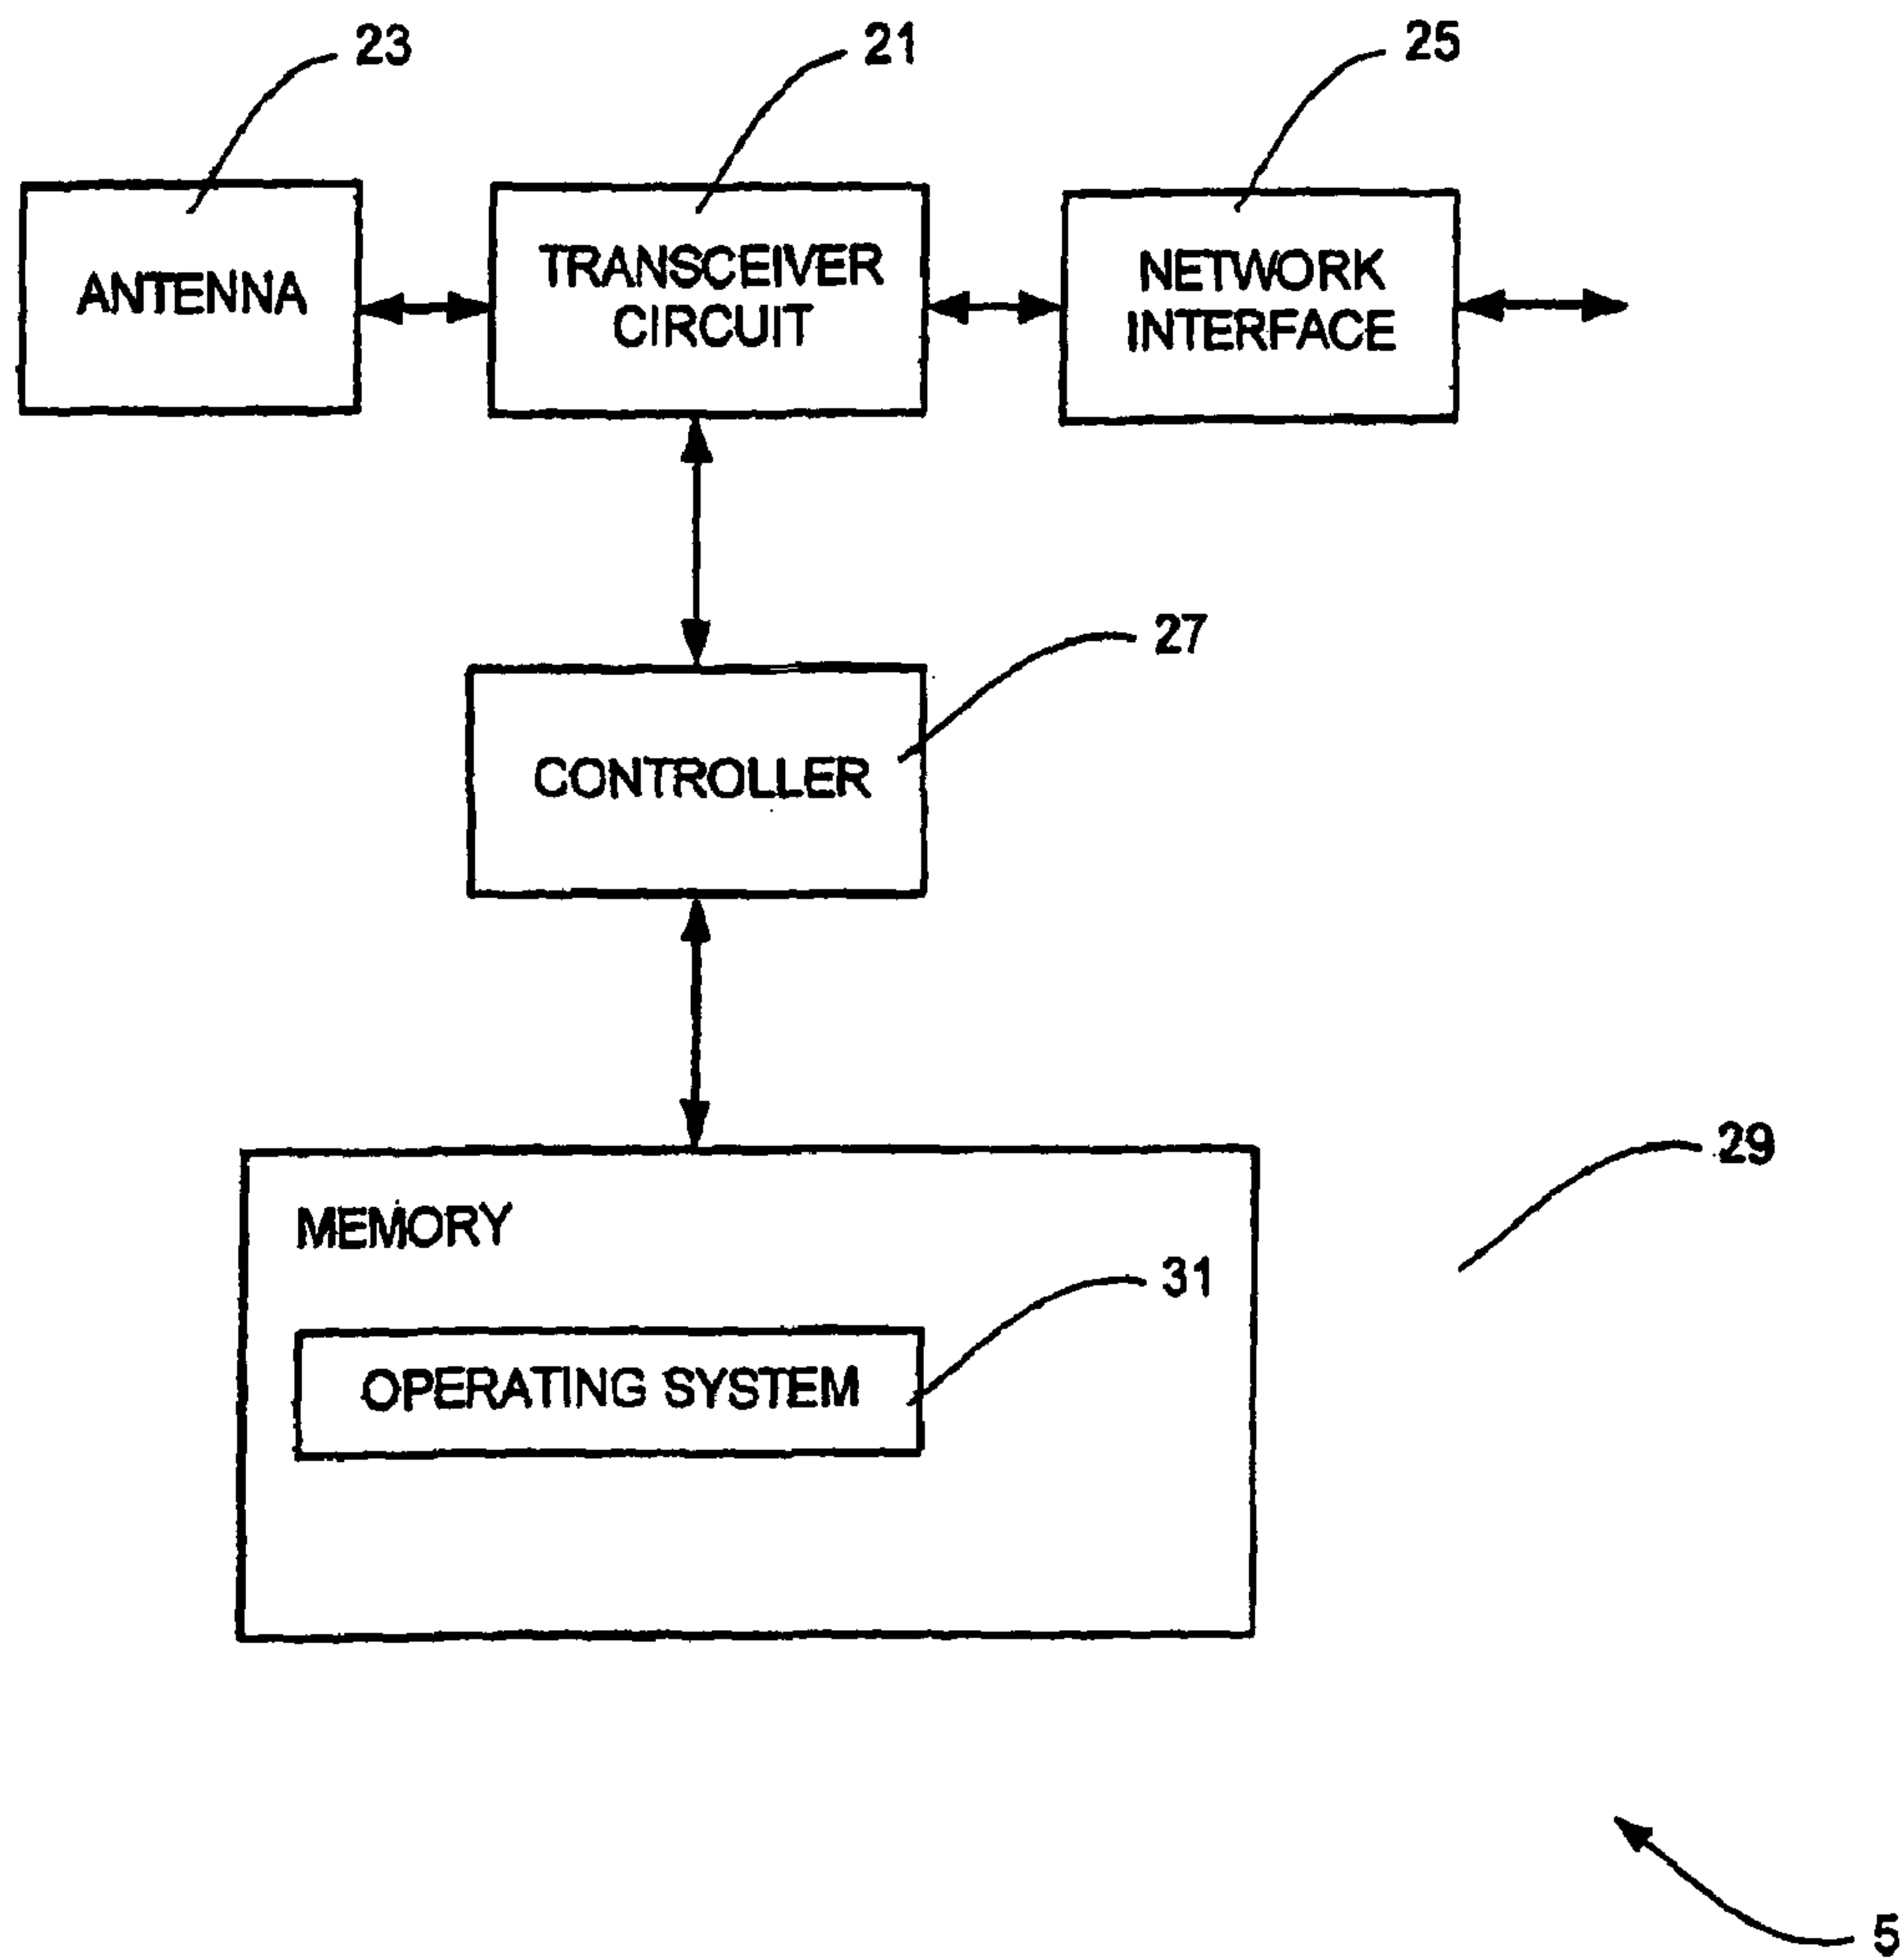 23
21
25
ANTENNA
TRANSCEIVER
CIRCUIT
NETWORK
INTERFACE
27
CONTROLLER
29
MEMORY
31
OPERATING SYSTEM
5